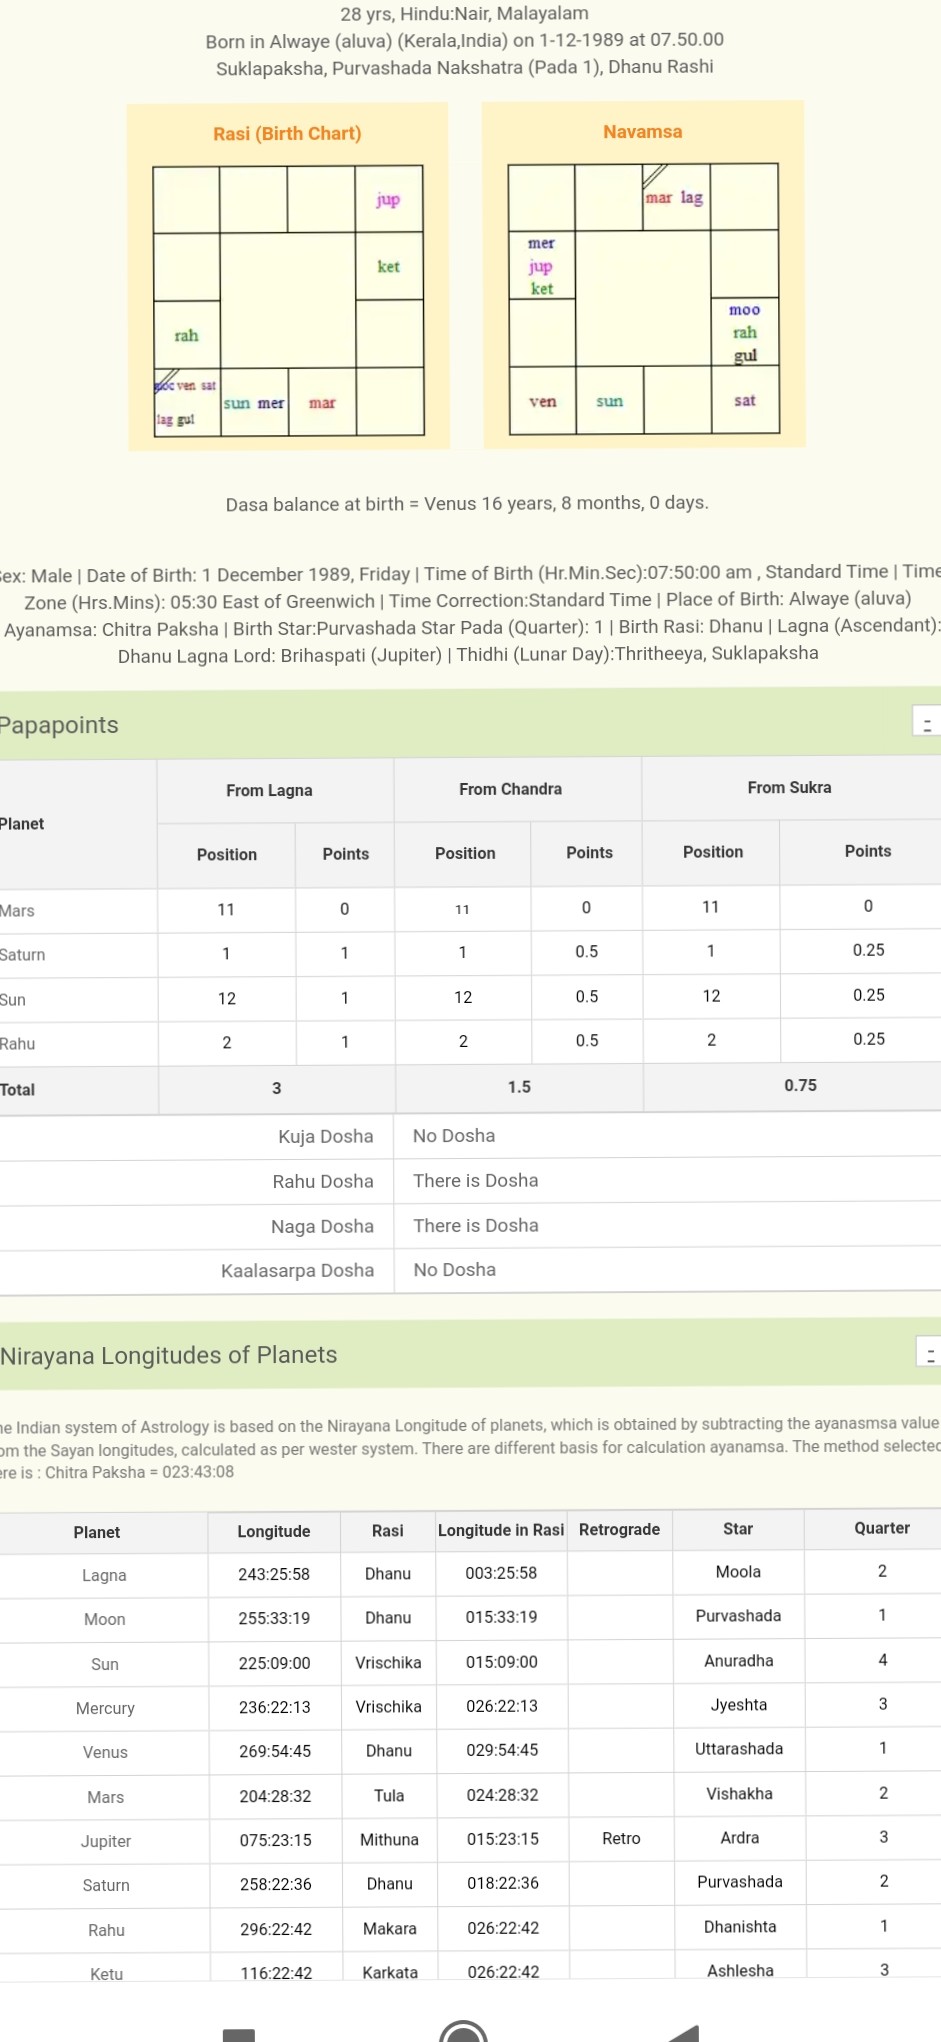 28 yrs, Hindu:Nair, Malayalam
Born in Alwaye (aluva) (Kerala,India) on 1-12-1989 at 07.50.00
Suklapaksha, Purvashada Nakshatra (Pada 1), Dhanu Rashi
Rasi (Birth Chart)
jup
ket
rah
ven sat
lag gul
sun mer
mar
Navamsa
mar lag
mer
jup
ket
moo
rah
gul
ven
sun
sat
Dasa balance at birth = Venus 16 years, 8 months, 0 days.
Sex: Male | Date of Birth: 1 December 1989, Friday | Time of Birth (Hr.Min.Sec):07:50:00 am , Standard Time | Time
Zone (Hrs.Mins): 05:30 East of Greenwich | Time Correction:Standard Time | Place of Birth: Alwaye (aluva)
Ayanamsa: Chitra Paksha | Birth Star:Purvashada Star Pada (Quarter): 1 | Birth Rasi: Dhanu | Lagna (Ascendant):
Dhanu Lagna Lord: Brihaspati (Jupiter) | Thidhi (Lunar Day):Thritheeya, Suklapaksha
Papapoints -
Planet From Lagna From Chandra From Sukra
Position Points Position Points Position Points
Mars 11 0 11 0 11 0
Saturn 1 1 1 0.5 1 0.25
Sun 12 1 12 0.5 12 0.25
Rahu 2 1 2 0.5 2 0.25
Total 3 1.5 0.75
Kuja Dosha No Dosha
Rahu Dosha There is Dosha
Naga Dosha There is Dosha
Kaalasarpa Dosha No Dosha
Nirayana Longitudes of Planets -
he Indian system of Astrology is based on the Nirayana Longitude of planets, which is obtained by subtracting the ayanasmsa value
om the Sayan longitudes, calculated as per wester system. There are different basis for calculation ayanamsa. The method selected
ere is : Chitra Paksha = 023:43:08
Planet Longitude Rasi Longitude in Rasi Retrograde Star Quarter
Lagna 243:25:58 Dhanu 003:25:58 Moola 2
Moon 255:33:19 Dhanu 015:33:19 Purvashada 1
Sun 225:09:00 Vrischika 015:09:00 Anuradha 4
Mercury 236:22:13 Vrischika 026:22:13 Jyeshta 3
Venus 269:54:45 Dhanu 029:54:45 Uttarashada 1
Mars 204:28:32 Tula 024:28:32 Vishakha 2
Jupiter 075:23:15 Mithuna 015:23:15 Retro Ardra 3
Saturn 258:22:36 Dhanu 018:22:36 Purvashada 2
Rahu 296:22:42 Makara 026:22:42 Dhanishta 1
Ketu 116:22:42 Karkata 026:22:42 Ashlesha 3